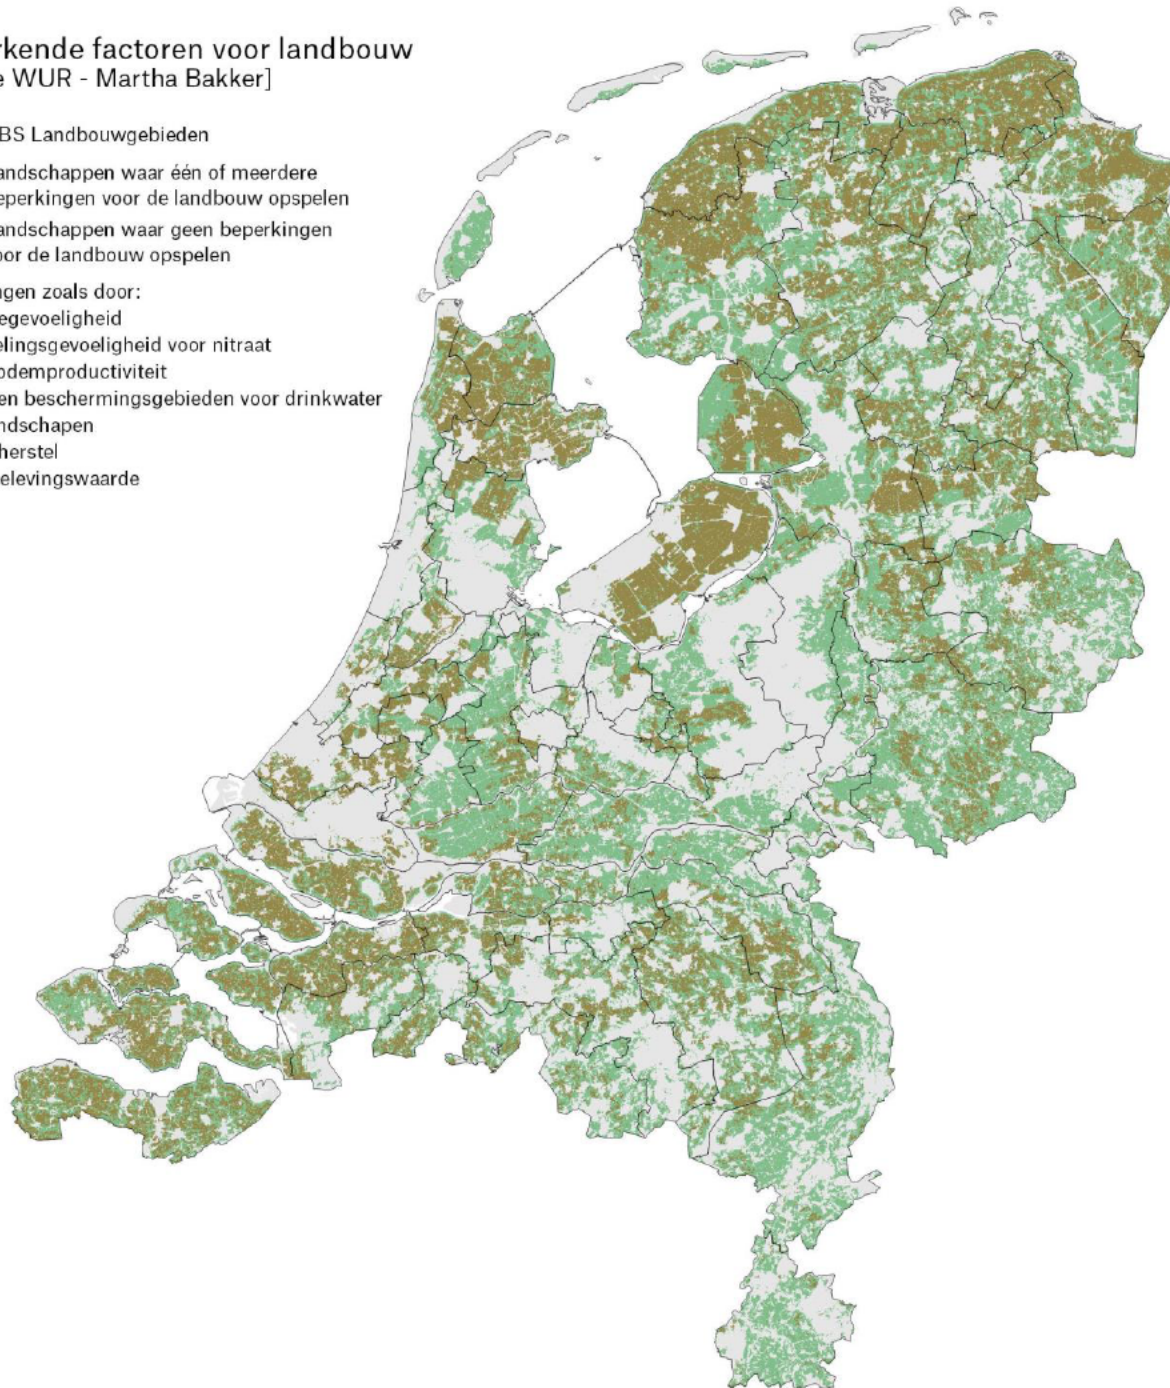 rkende factoren voor landbouw
e WUR - Martha Bakker]
BS Landbouwgebieden
andschappen waar één of meerdere
eperkingen voor de landbouw opspelen
andschappen waar geen beperkingen
oor de landbouw opspelen
ngen zoals door:
egevoeligheid
elingsgevoeligheid voor nitraat
odemproductiviteit
en beschermingsgebieden voor drinkwater
ndschapen
herstel
elevingswaarde